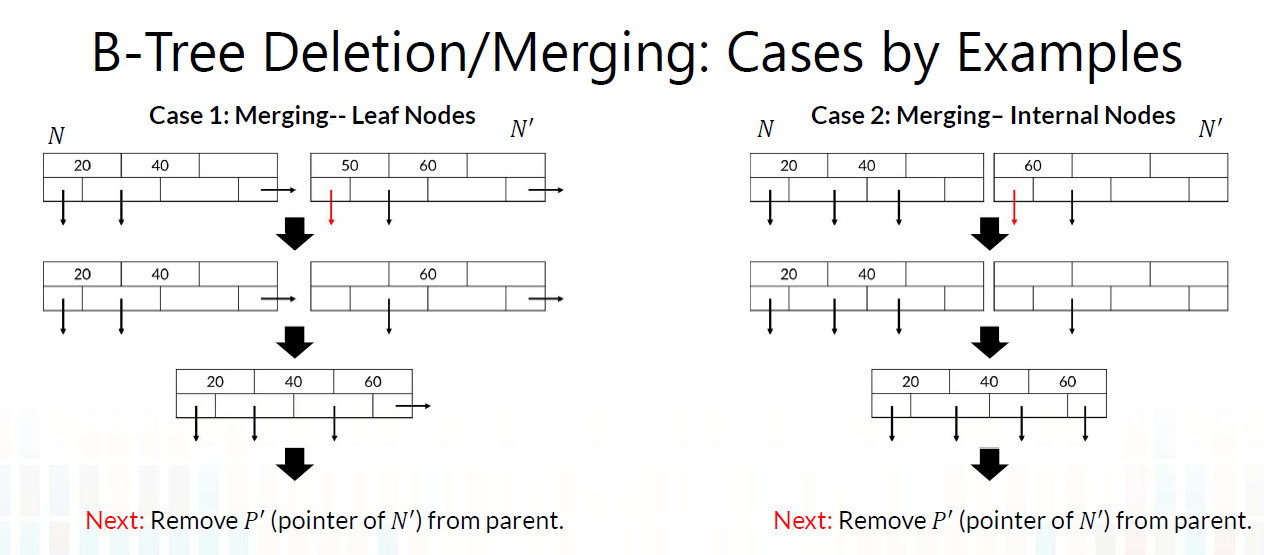 B-Tree Deletion/Merging: Cases by Examples
Case 1: Merging-- Leaf Nodes
N
N′
20 40
50 60
20 40
60
20 40 60
Next: Remove P′ (pointer of N′) from parent.
Case 2: Merging– Internal Nodes
N
N′
20 40
60
20 40
20 40 60
Next: Remove P′ (pointer of N′) from parent.